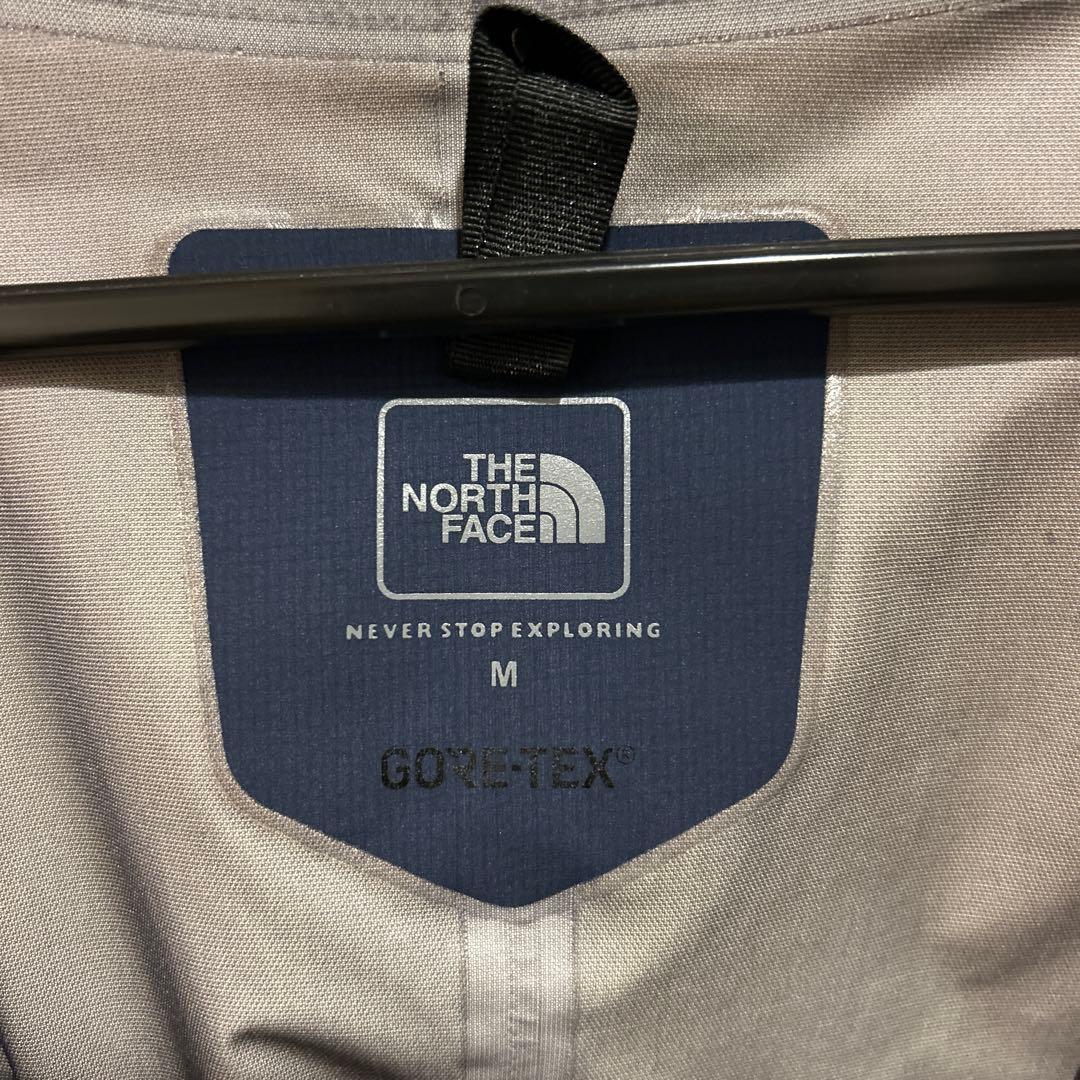 THE
NORTH
FACE
NEVER STOP EXPLORING
M
GORE-TEX®